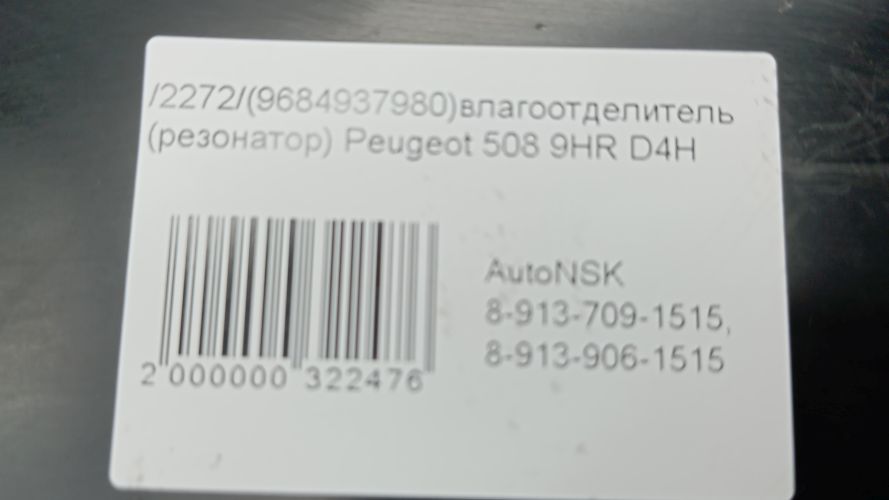 /2272/(9684937980)влагоотделитель
(резонатор) Peugeot 508 9HR D4H
AutoNSK
8-913-709-1515,
8-913-906-1515
2 000000 322476